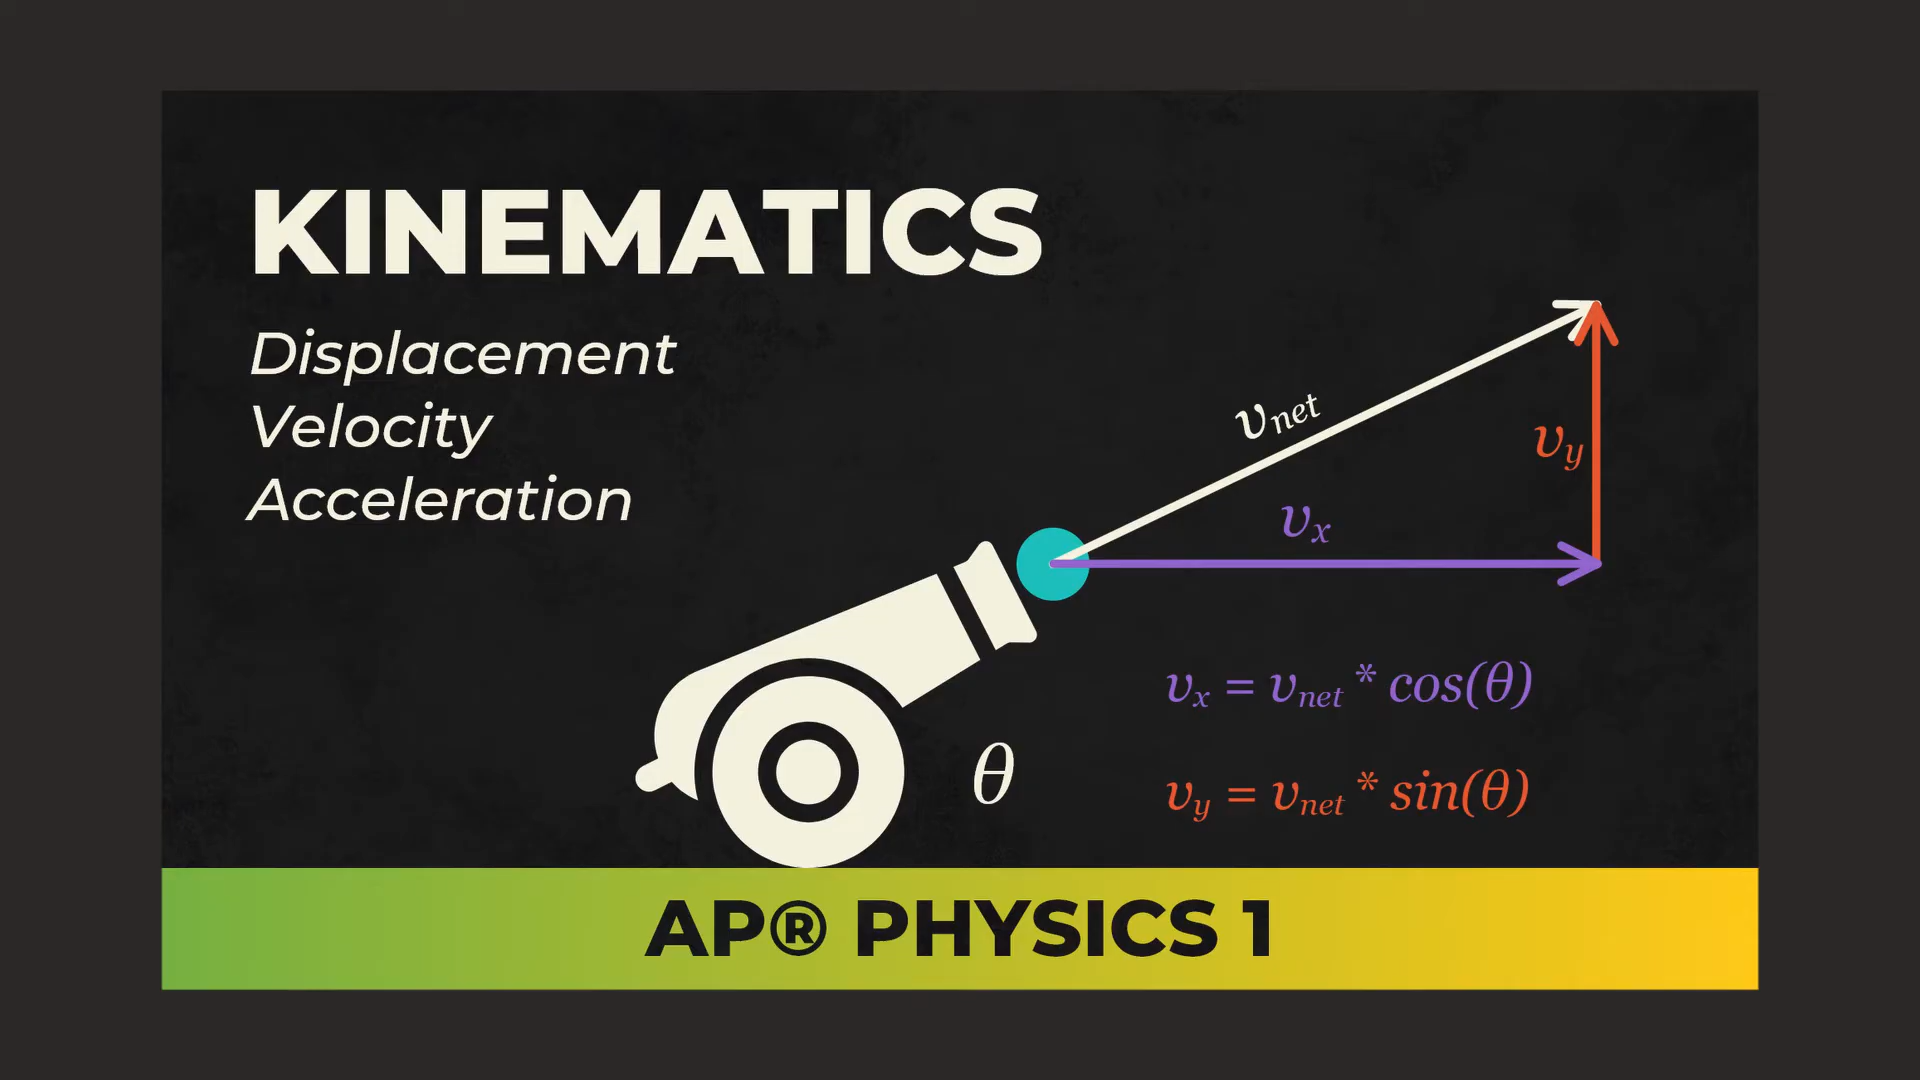 KINEMATICS
Displacement
Velocity
Acceleration
v_net
v_y
v_x
v_x = v_net * cos(θ)
θ
v_y = v_net * sin(θ)
AP® PHYSICS 1